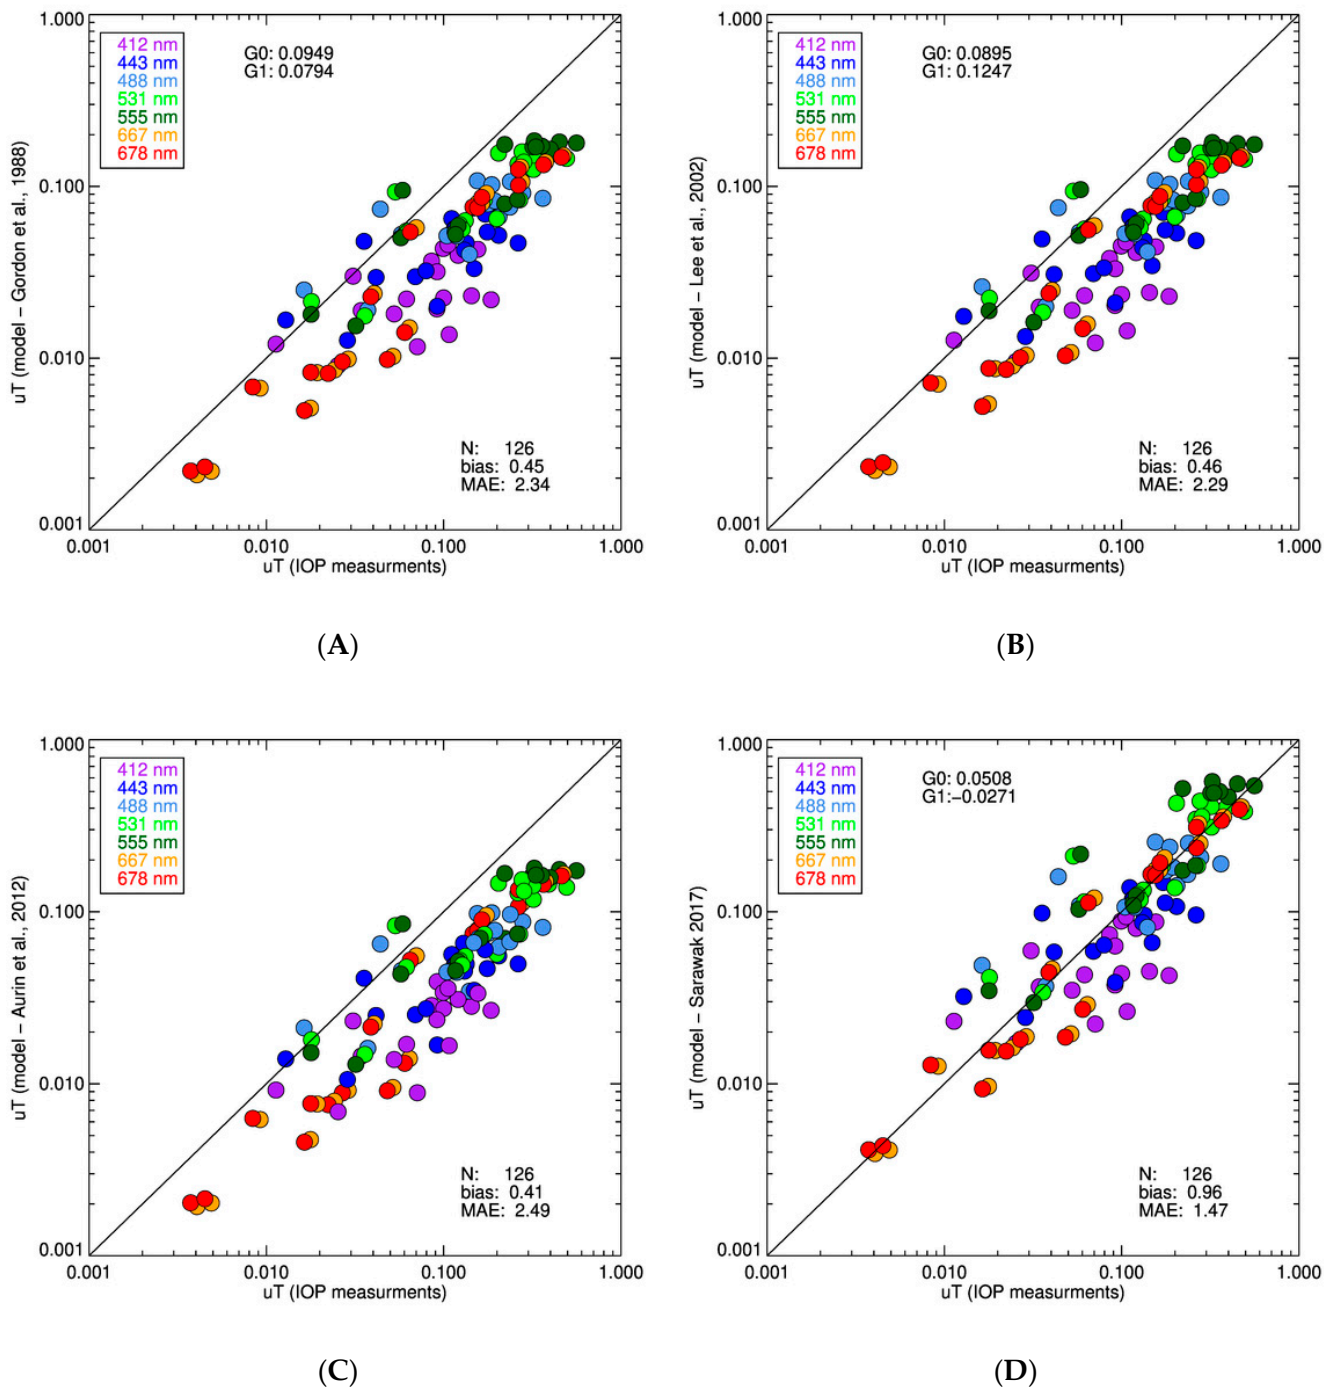 1.000
0.100
0.010
0.001
uT (model – Gordon et al., 1988)
412 nm
443 nm
488 nm
531 nm
555 nm
667 nm
678 nm
G0: 0.0949
G1: 0.0794
N: 126
bias: 0.45
MAE: 2.34
0.001 0.010 0.100 1.000
uT (IOP measurments)
(A)
1.000
0.100
0.010
0.001
uT (model – Lee et al., 2002)
412 nm
443 nm
488 nm
531 nm
555 nm
667 nm
678 nm
G0: 0.0895
G1: 0.1247
N: 126
bias: 0.46
MAE: 2.29
0.001 0.010 0.100 1.000
uT (IOP measurments)
(B)
1.000
0.100
0.010
0.001
uT (model – Aurin et al., 2012)
412 nm
443 nm
488 nm
531 nm
555 nm
667 nm
678 nm
N: 126
bias: 0.41
MAE: 2.49
0.001 0.010 0.100 1.000
uT (IOP measurments)
(C)
1.000
0.100
0.010
0.001
uT (model – Sarawak 2017)
412 nm
443 nm
488 nm
531 nm
555 nm
667 nm
678 nm
G0: 0.0508
G1:−0.0271
N: 126
bias: 0.96
MAE: 1.47
0.001 0.010 0.100 1.000
uT (IOP measurments)
(D)